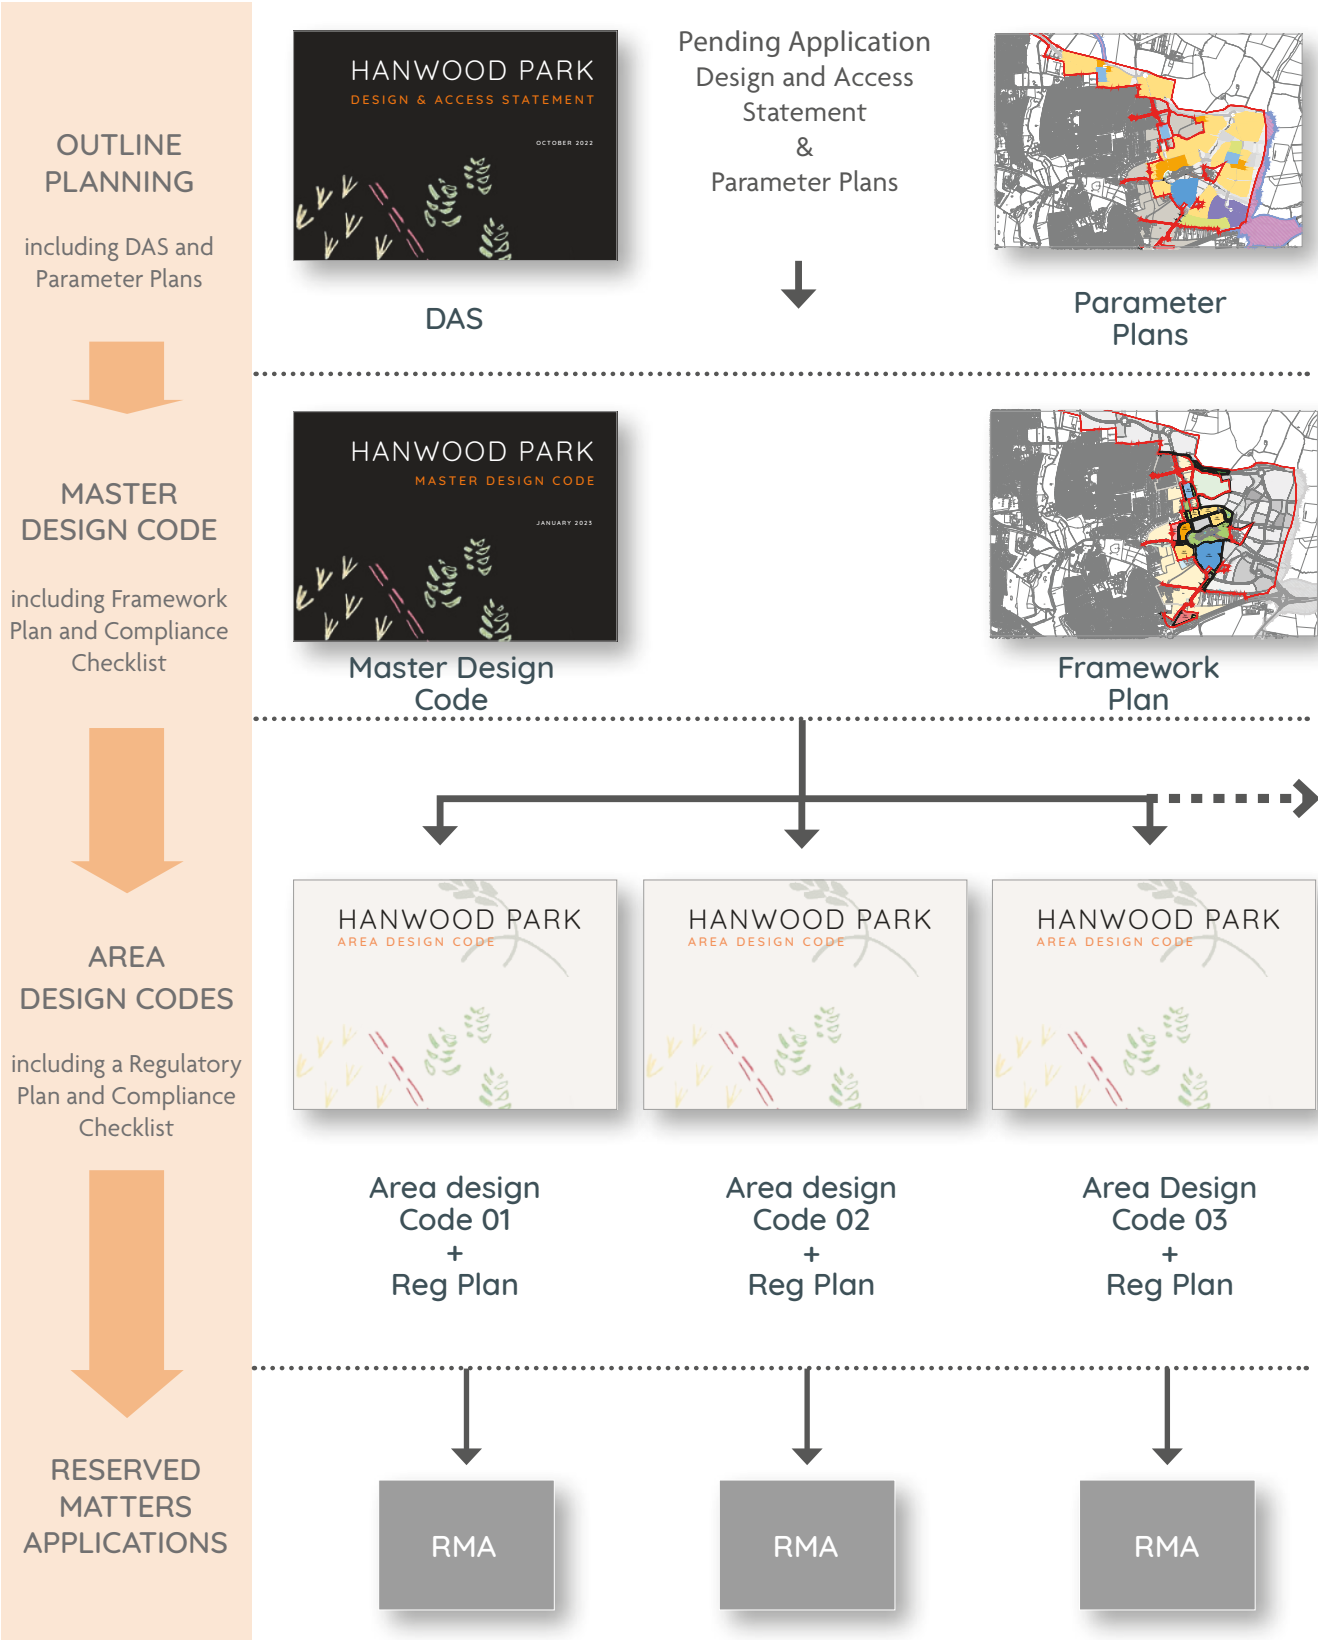 OUTLINE
PLANNING
including DAS and
Parameter Plans
HANWOOD PARK
DESIGN & ACCESS STATEMENT
OCTOBER 2022
DAS
Pending Application
Design and Access
Statement
&
Parameter Plans
Parameter
Plans
MASTER
DESIGN CODE
including Framework
Plan and Compliance
Checklist
HANWOOD PARK
MASTER DESIGN CODE
JANUARY 2023
Master Design
Code
Framework
Plan
AREA
DESIGN CODES
including a Regulatory
Plan and Compliance
Checklist
HANWOOD PARK
AREA DESIGN CODE
HANWOOD PARK
AREA DESIGN CODE
HANWOOD PARK
AREA DESIGN CODE
Area design
Code 01
+
Reg Plan
Area design
Code 02
+
Reg Plan
Area Design
Code 03
+
Reg Plan
RESERVED
MATTERS
APPLICATIONS
RMA
RMA
RMA